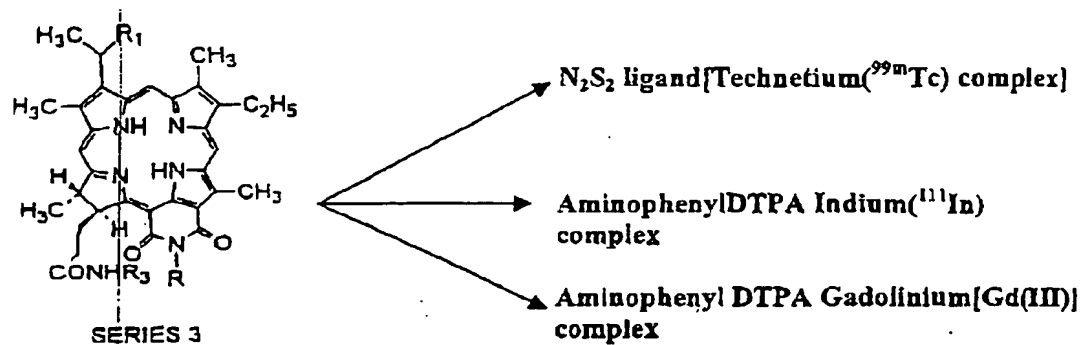 H₃C R₁
CH₃
H₃C
C₂H₅
NH N
N HN
H
CH₃
H₃C
H
O N O
CONHR₃ R
SERIES 3
N₂S₂ ligand[Technetium(⁹⁹ᵐTc) complex]
AminophenylDTPA Indium(¹¹¹In)
complex
Aminophenyl DTPA Gadolinium[Gd(III)]
complex